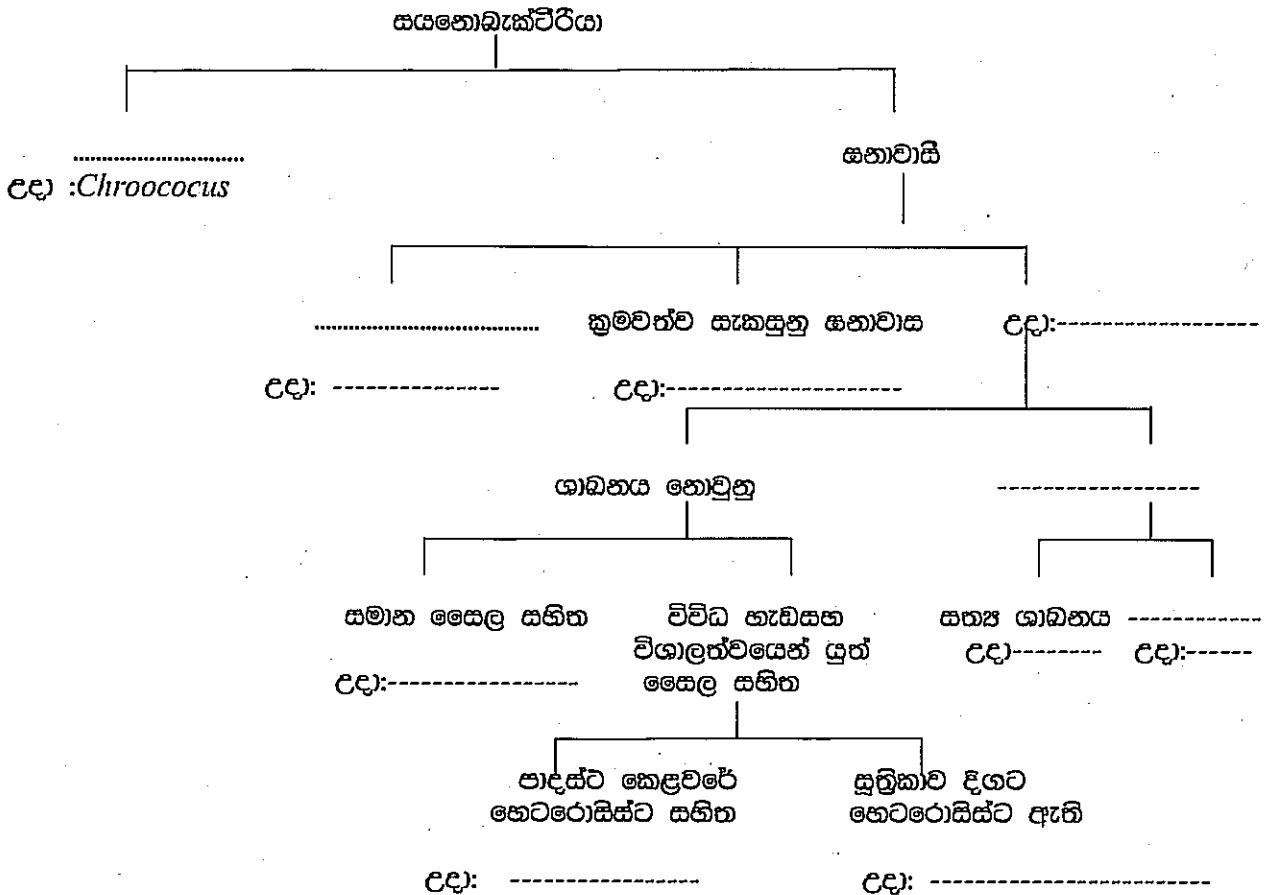 සයනොබැක්ටීරියා
.............................
උදා :Chroococus
ඝනාවාසී
...................................... ක්‍රමවත්ව සැකසුනු ඝනාවාස උදා:--------------------
උදා: ---------------- උදා:----------------------
ශාඛනය නොවුනු -------------------
සමාන සෛල සහිත විවිධ හැඩසහ සත්‍ය ශාඛනය ------------
විශාලත්වයෙන් යුත් උදා--------- උදා:------
උදා:------------------ සෛල සහිත
පාදස්ථ කෙළවරේ සූත්‍රිකාව දිගට
හෙටරොසිස්ට සහිත හෙටරොසිස්ට ඇති
උදා: ------------------ උදා: ------------------------